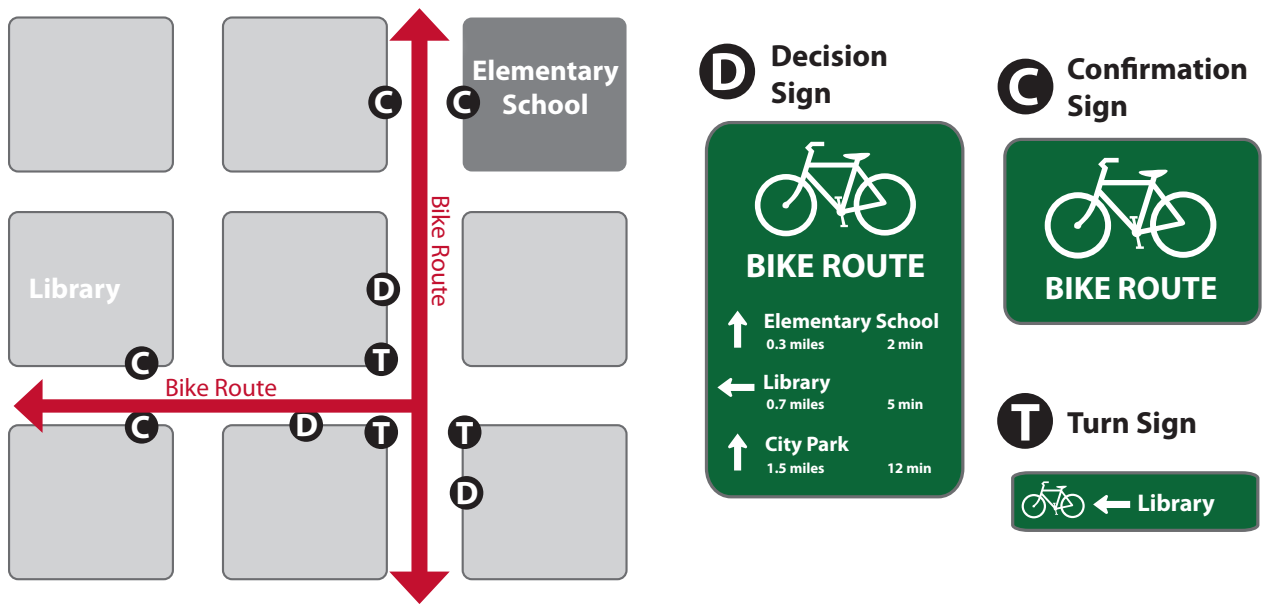 C
C
Elementary
School
Bike Route
Library
D
T
C
Bike Route
C
D
T
T
D
D
Decision
Sign
BIKE ROUTE
Elementary School
0.3 miles 2 min
Library
0.7 miles 5 min
City Park
1.5 miles 12 min
C
Confirmation
Sign
BIKE ROUTE
T
Turn Sign
Library